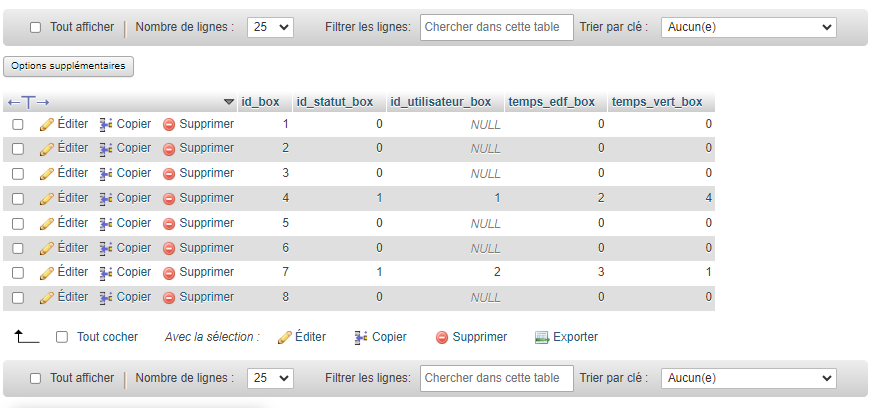 Tout afficher Nombre de lignes : 25 Filtrer les lignes: Chercher dans cette table Trier par clé : Aucun(e)
Options supplémentaires
←T→ id_box id_statut_box id_utilisateur_box temps_edf_box temps_vert_box
Éditer Copier Supprimer 1 0 NULL 0 0
Éditer Copier Supprimer 2 0 NULL 0 0
Éditer Copier Supprimer 3 0 NULL 0 0
Éditer Copier Supprimer 4 1 1 2 4
Éditer Copier Supprimer 5 0 NULL 0 0
Éditer Copier Supprimer 6 0 NULL 0 0
Éditer Copier Supprimer 7 1 2 3 1
Éditer Copier Supprimer 8 0 NULL 0 0
Tout cocher Avec la sélection : Éditer Copier Supprimer Exporter
Tout afficher Nombre de lignes : 25 Filtrer les lignes: Chercher dans cette table Trier par clé : Aucun(e)